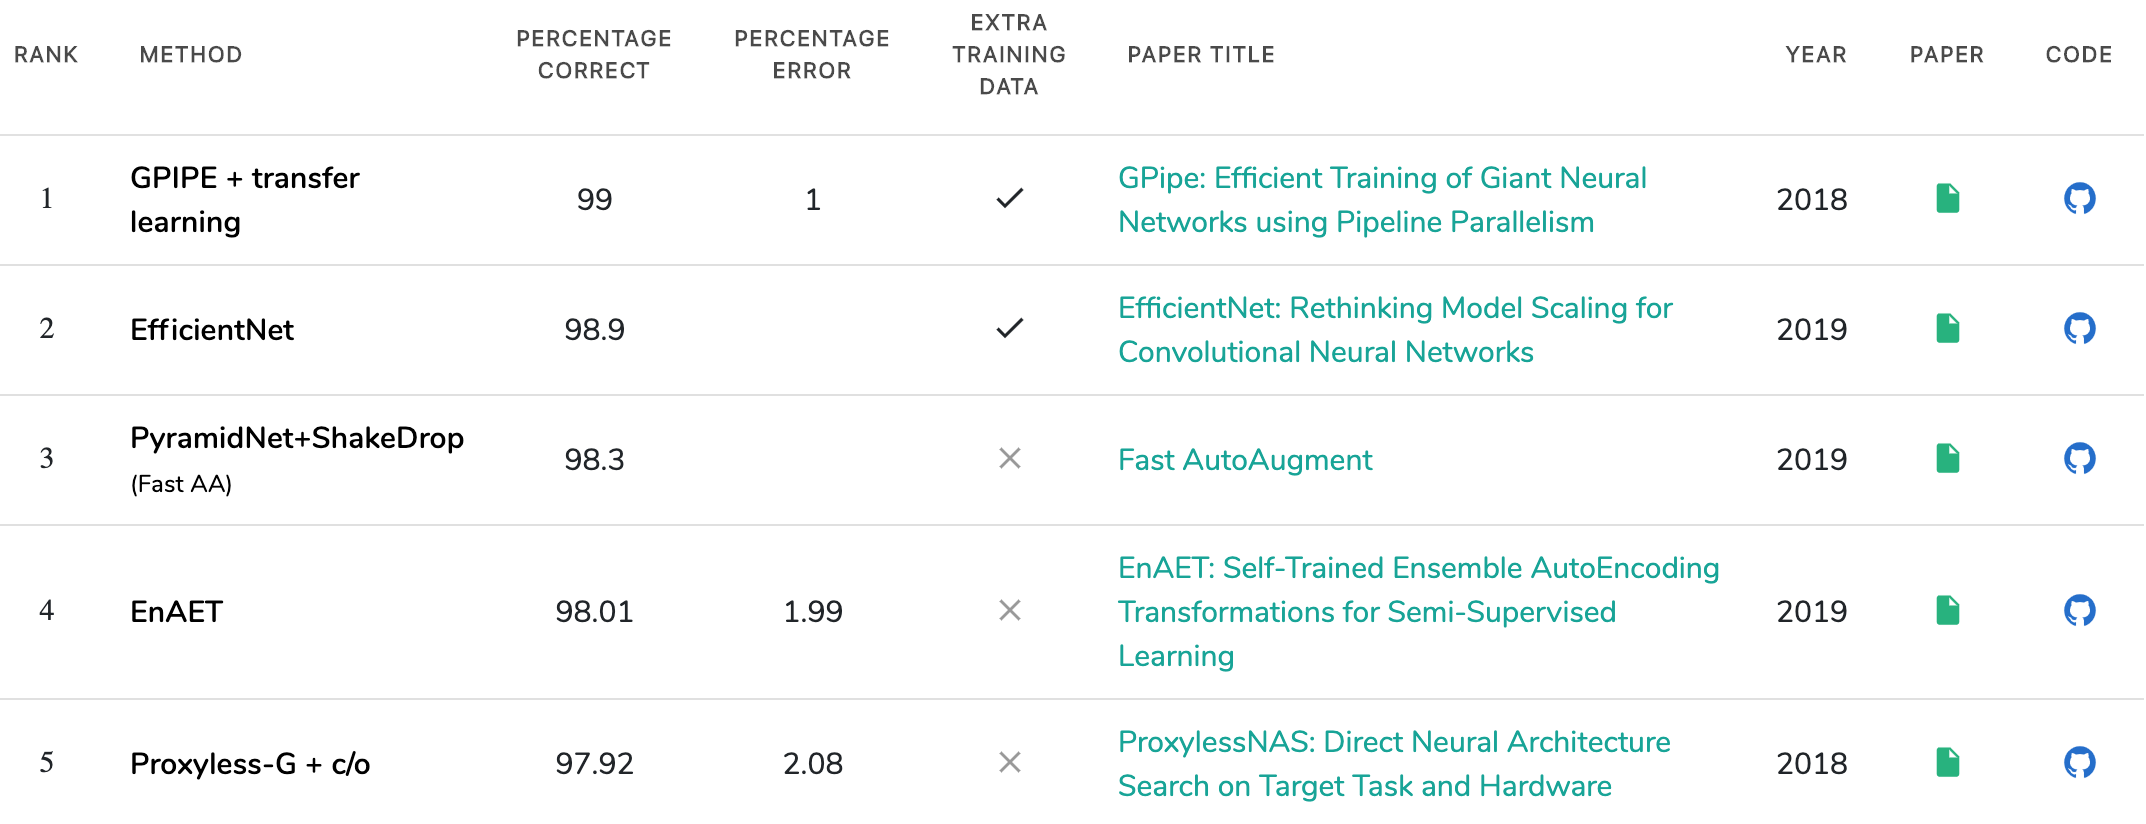 RANK METHOD PERCENTAGE CORRECT PERCENTAGE ERROR EXTRA TRAINING DATA PAPER TITLE YEAR PAPER CODE
1 GPIPE + transfer learning 99 1 GPipe: Efficient Training of Giant Neural Networks using Pipeline Parallelism 2018
2 EfficientNet 98.9 EfficientNet: Rethinking Model Scaling for Convolutional Neural Networks 2019
3 PyramidNet+ShakeDrop (Fast AA) 98.3 Fast AutoAugment 2019
4 EnAET 98.01 1.99 EnAET: Self-Trained Ensemble AutoEncoding Transformations for Semi-Supervised Learning 2019
5 Proxyless-G + c/o 97.92 2.08 ProxylessNAS: Direct Neural Architecture Search on Target Task and Hardware 2018